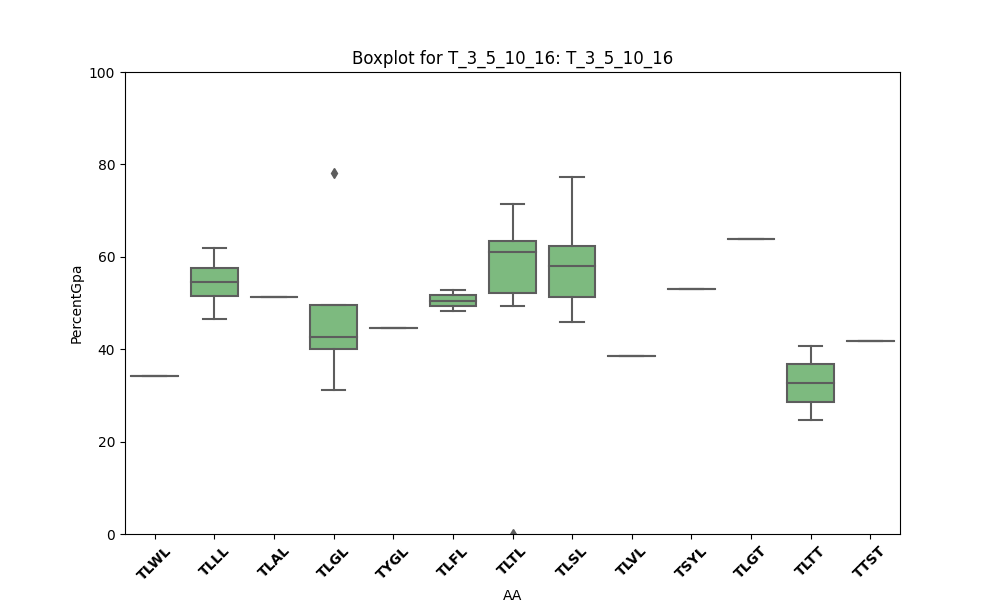 Boxplot for T_3_5_10_16: T_3_5_10_16
100
80
60
40
20
0
PercentGpa
TLWL TLLL TLAL TLGL TYGL TLFL TLTL TLSL TLVL TSYL TLGT TLTT TTST
AA